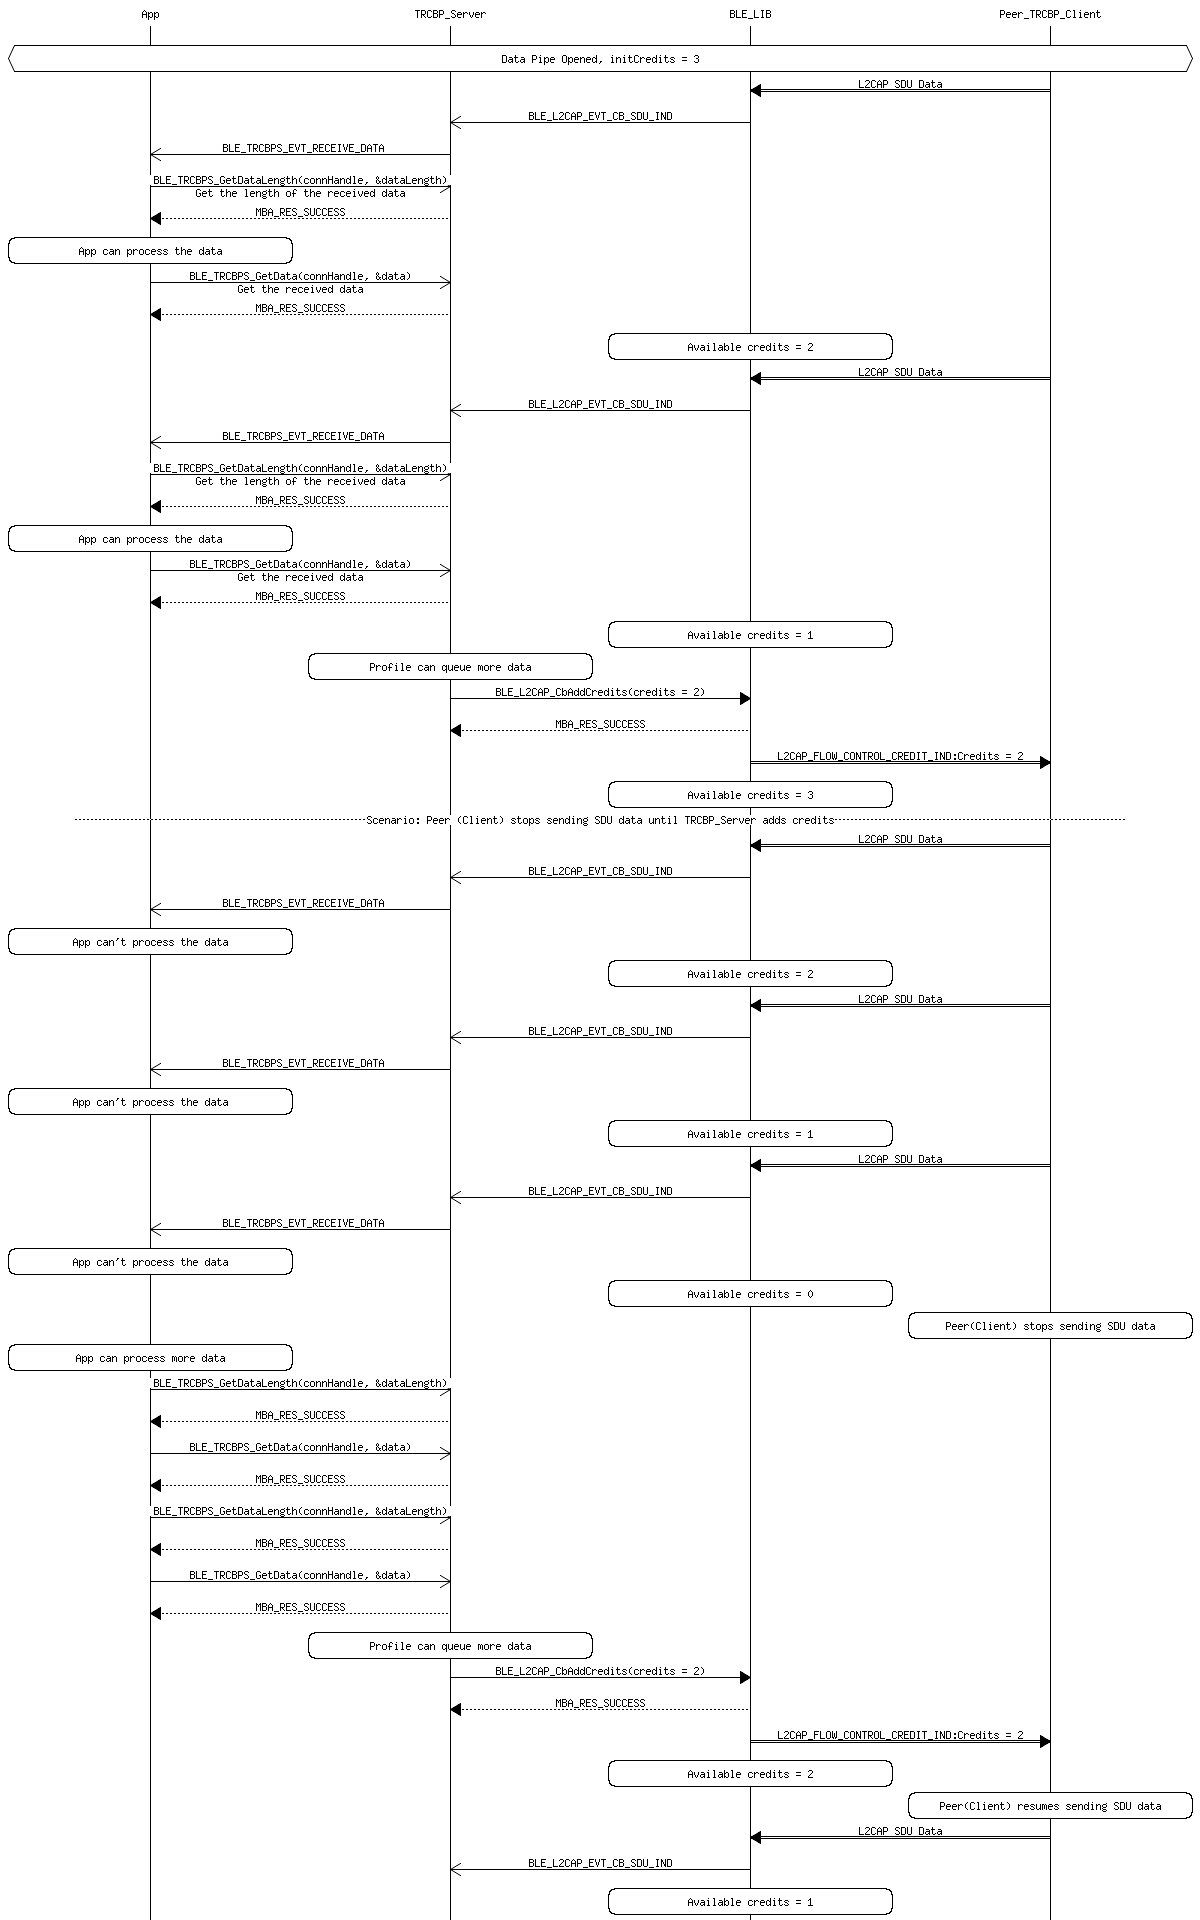 App TRCBP_Server BLE_LIB Peer_TRCBP_Client
Data Pipe Opened, initCredits = 3
L2CAP SDU Data
BLE_L2CAP_EVT_CB_SDU_IND
BLE_TRCBPS_EVT_RECEIVE_DATA
BLE_TRCBPS_GetDataLength(connHandle, &dataLength)
Get the length of the received data
MBA_RES_SUCCESS
App can process the data
BLE_TRCBPS_GetData(connHandle, &data)
Get the received data
MBA_RES_SUCCESS
Available credits = 2
L2CAP SDU Data
BLE_L2CAP_EVT_CB_SDU_IND
BLE_TRCBPS_EVT_RECEIVE_DATA
BLE_TRCBPS_GetDataLength(connHandle, &dataLength)
Get the length of the received data
MBA_RES_SUCCESS
App can process the data
BLE_TRCBPS_GetData(connHandle, &data)
Get the received data
MBA_RES_SUCCESS
Available credits = 1
Profile can queue more data
BLE_L2CAP_CbAddCredits(credits = 2)
MBA_RES_SUCCESS
L2CAP_FLOW_CONTROL_CREDIT_IND:Credits = 2
Available credits = 3
Scenario: Peer (Client) stops sending SDU data until TRCBP_Server adds credits
L2CAP SDU Data
BLE_L2CAP_EVT_CB_SDU_IND
BLE_TRCBPS_EVT_RECEIVE_DATA
App can't process the data
Available credits = 2
L2CAP SDU Data
BLE_L2CAP_EVT_CB_SDU_IND
BLE_TRCBPS_EVT_RECEIVE_DATA
App can't process the data
Available credits = 1
L2CAP SDU Data
BLE_L2CAP_EVT_CB_SDU_IND
BLE_TRCBPS_EVT_RECEIVE_DATA
App can't process the data
Available credits = 0
Peer(Client) stops sending SDU data
App can process more data
BLE_TRCBPS_GetDataLength(connHandle, &dataLength)
MBA_RES_SUCCESS
BLE_TRCBPS_GetData(connHandle, &data)
MBA_RES_SUCCESS
BLE_TRCBPS_GetDataLength(connHandle, &dataLength)
MBA_RES_SUCCESS
BLE_TRCBPS_GetData(connHandle, &data)
MBA_RES_SUCCESS
Profile can queue more data
BLE_L2CAP_CbAddCredits(credits = 2)
MBA_RES_SUCCESS
L2CAP_FLOW_CONTROL_CREDIT_IND:Credits = 2
Available credits = 2
Peer(Client) resumes sending SDU data
L2CAP SDU Data
BLE_L2CAP_EVT_CB_SDU_IND
Available credits = 1